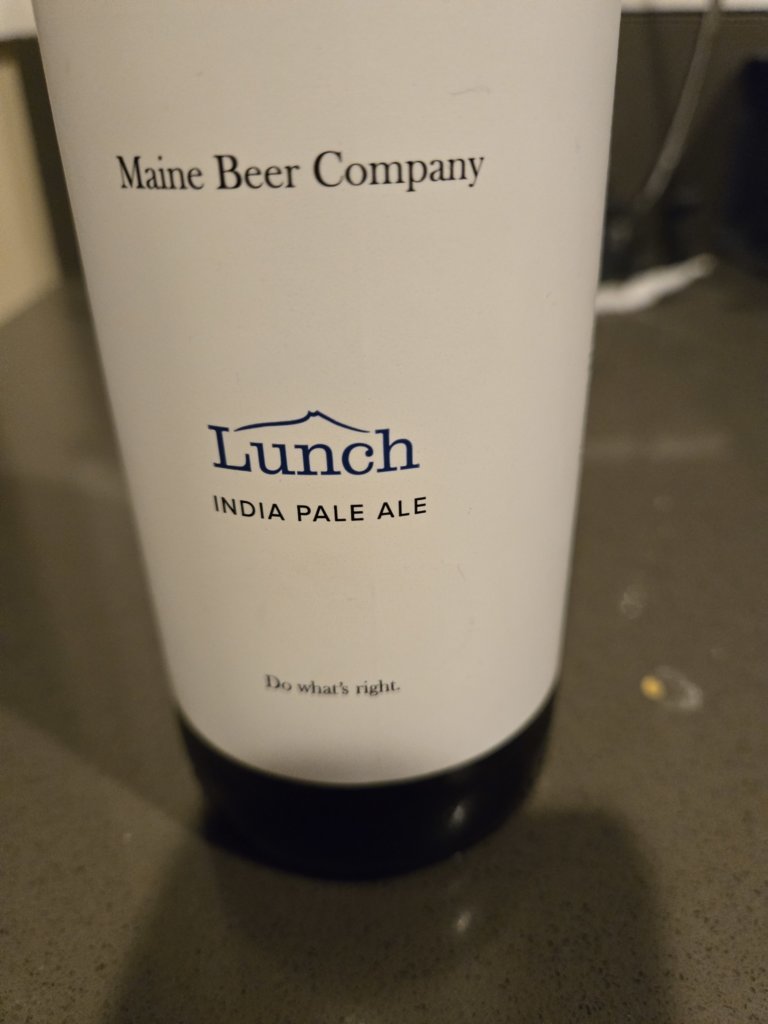 Maine Beer Company
Lunch
INDIA PALE ALE
Do what's right.